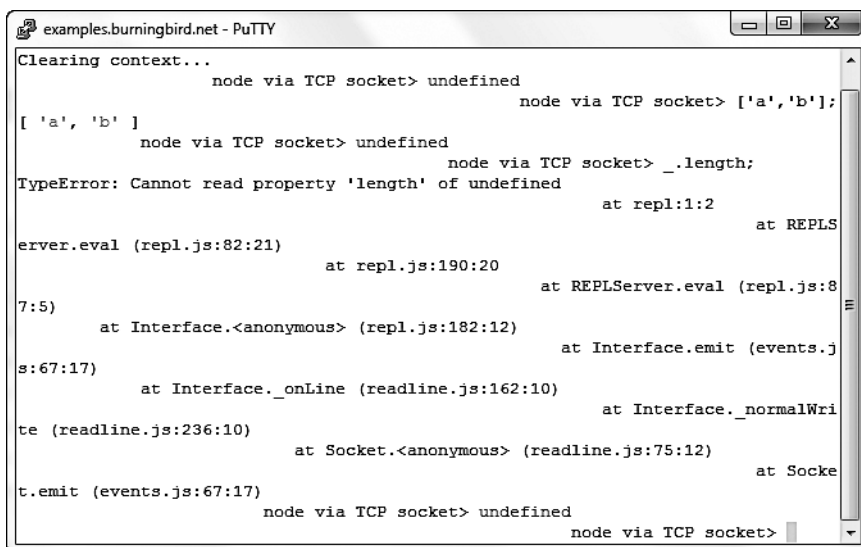 examples.burningbird.net - PuTTY
Clearing context...
node via TCP socket> undefined
node via TCP socket> ['a','b'];
[ 'a', 'b' ]
node via TCP socket> undefined
node via TCP socket> _.length;
TypeError: Cannot read property 'length' of undefined
at repl:1:2
at REPLS
erver.eval (repl.js:82:21)
at repl.js:190:20
at REPLServer.eval (repl.js:8
7:5)
at Interface.<anonymous> (repl.js:182:12)
at Interface.emit (events.j
s:67:17)
at Interface._onLine (readline.js:162:10)
at Interface._normalWri
te (readline.js:236:10)
at Socket.<anonymous> (readline.js:75:12)
at Socke
t.emit (events.js:67:17)
node via TCP socket> undefined
node via TCP socket>